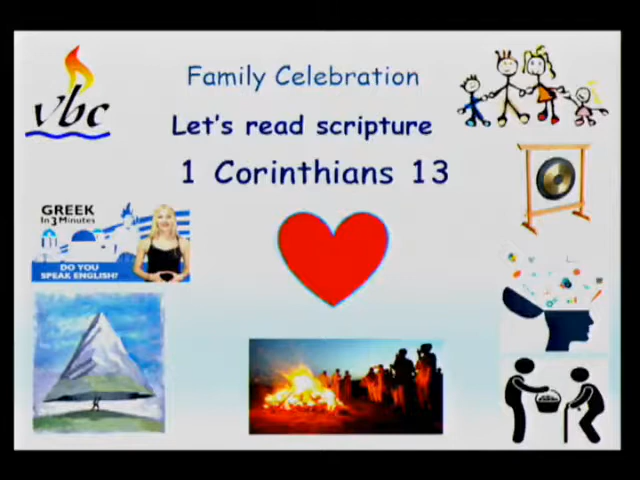 Family Celebration
vbc
Let's read scripture
1 Corinthians 13
GREEK
In 3 Minutes
DO YOU
SPEAK ENGLISH?